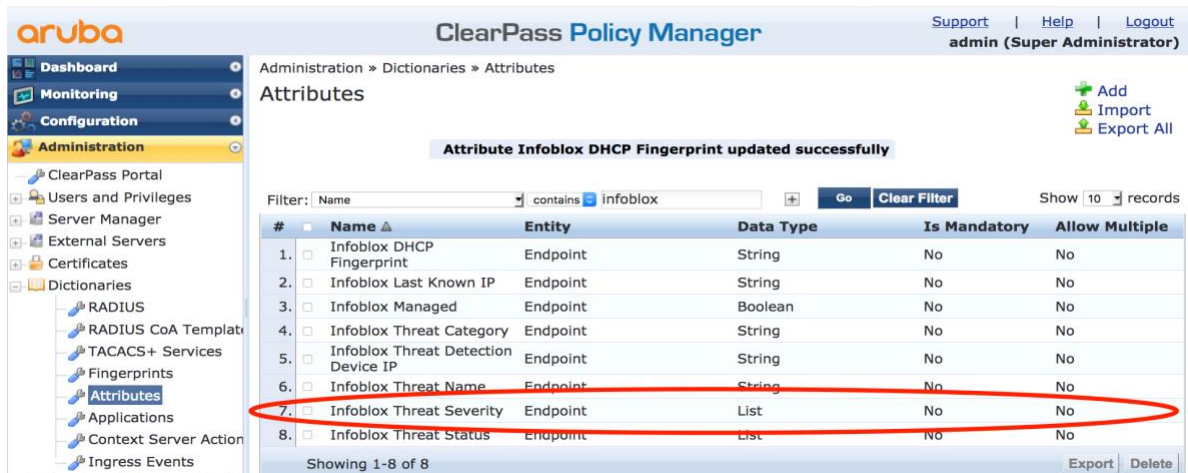 aruba
ClearPass Policy Manager
Support | Help | Logout
admin (Super Administrator)
Dashboard
Monitoring
Configuration
Administration
ClearPass Portal
Users and Privileges
Server Manager
External Servers
Certificates
Dictionaries
RADIUS
RADIUS CoA Template
TACACS+ Services
Fingerprints
Attributes
Applications
Context Server Action
Ingress Events
Administration » Dictionaries » Attributes
Attributes
Add
Import
Export All
Attribute Infoblox DHCP Fingerprint updated successfully
Filter: Name contains infoblox + Go Clear Filter Show 10 records
# Name Entity Data Type Is Mandatory Allow Multiple
1. Infoblox DHCP Fingerprint Endpoint String No No
2. Infoblox Last Known IP Endpoint String No No
3. Infoblox Managed Endpoint Boolean No No
4. Infoblox Threat Category Endpoint String No No
5. Infoblox Threat Detection Device IP Endpoint String No No
6. Infoblox Threat Name Endpoint String No No
7. Infoblox Threat Severity Endpoint List No No
8. Infoblox Threat Status Endpoint List No No
Showing 1-8 of 8 Export Delete